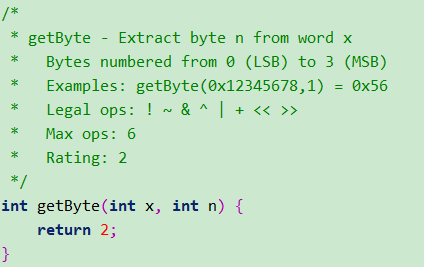 /*
 * getByte - Extract byte n from word x
 *   Bytes numbered from 0 (LSB) to 3 (MSB)
 *   Examples: getByte(0x12345678,1) = 0x56
 *   Legal ops: ! ~ & ^ | + << >>
 *   Max ops: 6
 *   Rating: 2
 */
int getByte(int x, int n) {
    return 2;
}